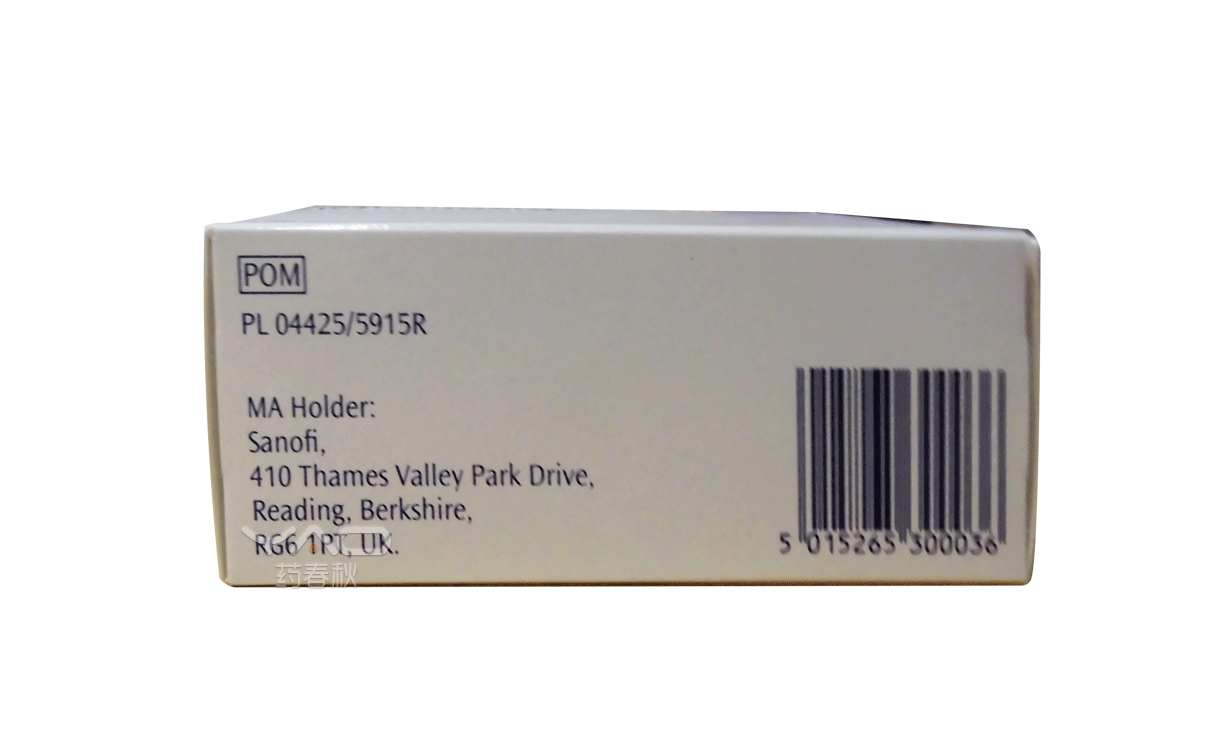 POM
PL 04425/5915R
MA Holder:
Sanofi,
410 Thames Valley Park Drive,
Reading, Berkshire,
RG6 1PT, UK.
5 015265 300036
YAO
药春秋